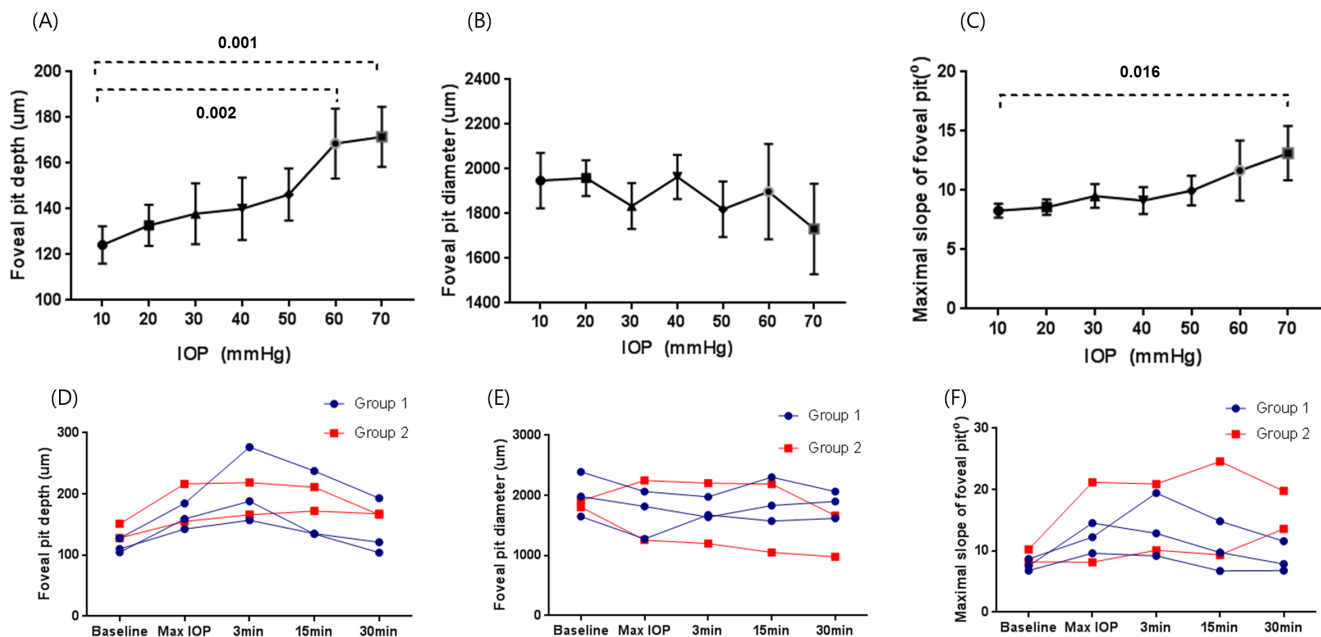 (A)
0.001
0.002
Foveal pit depth (um)
200
180
160
140
120
100
10 20 30 40 50 60 70
IOP (mmHg)
(B)
Foveal pit diameter (um)
2400
2200
2000
1800
1600
1400
10 20 30 40 50 60 70
IOP (mmHg)
(C)
0.016
Maximal slope of foveal pit(⁰)
20
15
10
5
0
10 20 30 40 50 60 70
IOP (mmHg)
(D)
Group 1
Group 2
Foveal pit depth (um)
300
200
100
0
Baseline Max IOP 3min 15min 30min
(E)
Group 1
Group 2
Foveal pit diameter (um)
3000
2000
1000
0
Baseline Max IOP 3min 15min 30min
(F)
Group 1
Group 2
Maximal slope of foveal pit(⁰)
30
20
10
0
Baseline Max IOP 3min 15min 30min